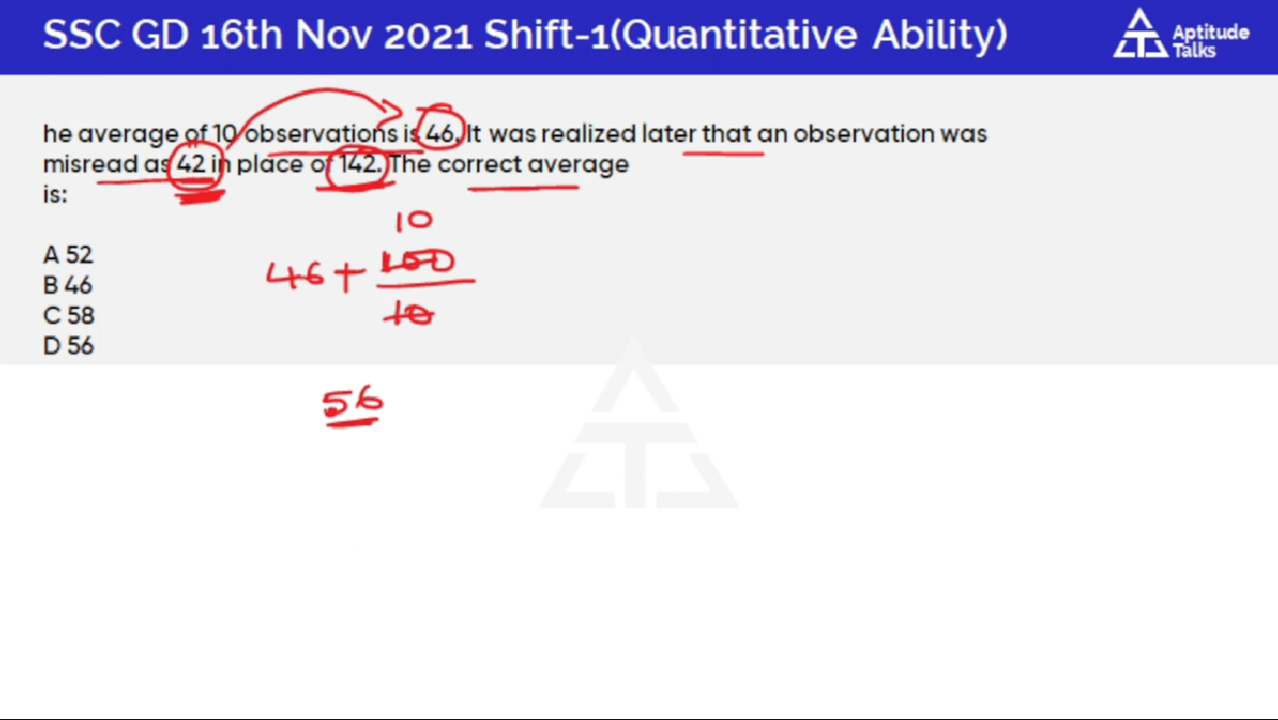 SSC GD 16th Nov 2021 Shift-1(Quantitative Ability)
Aptitude
Talks
he average of 10 observations is 46. It was realized later that an observation was
misread as 42 in place of 142. The correct average
is:
10
A 52
46 + 100
B 46
10
C 58
D 56
56